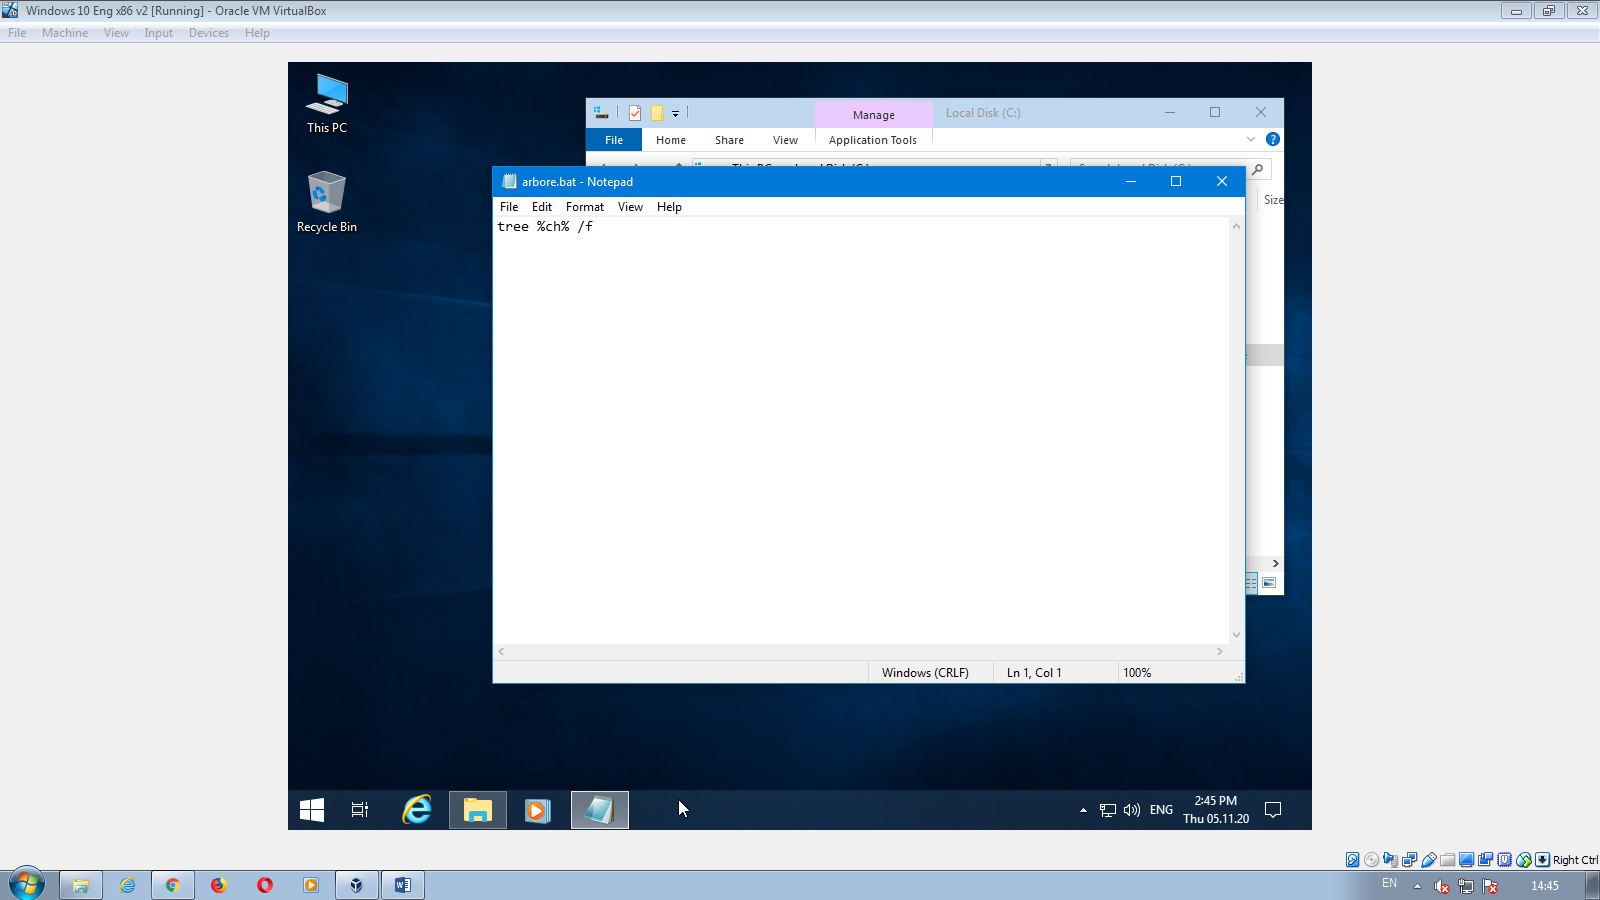 Windows 10 Eng x86 v2 [Running] - Oracle VM VirtualBox
File Machine View Input Devices Help
This PC
Recycle Bin
Manage
Local Disk (C:)
File Home Share View Application Tools
Size
arbore.bat - Notepad
File Edit Format View Help
tree %ch% /f
Windows (CRLF)
Ln 1, Col 1
100%
ENG
2:45 PM
Thu 05.11.20
Right Ctrl
EN
14:45